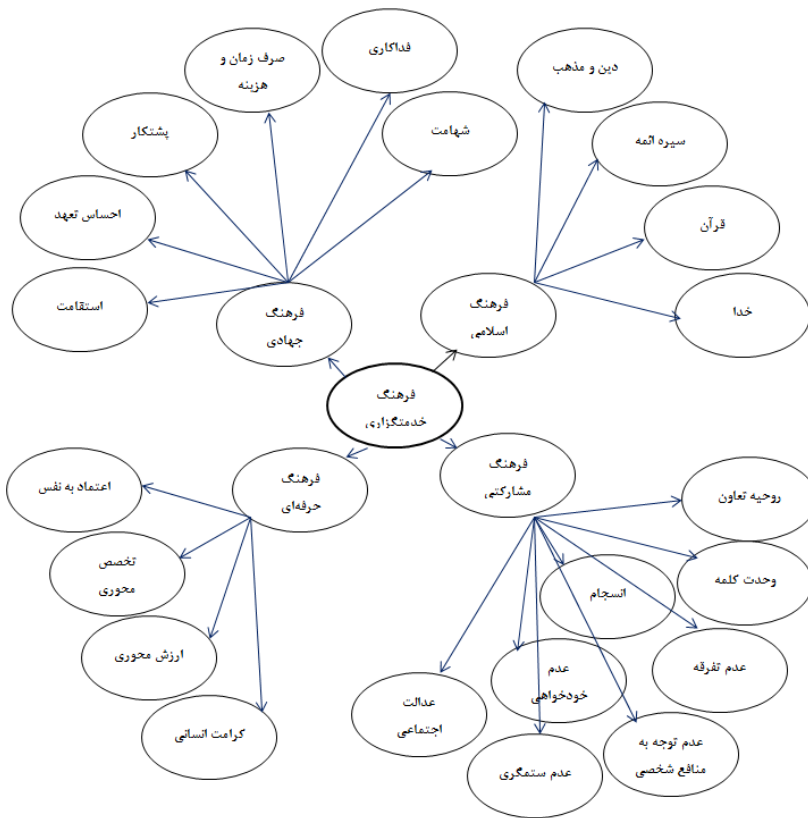 فداکاری
صرف زمان و
هزینه
دین و مذهب
پشتکار
شهامت
سیره ائمه
احساس تعهد
قرآن
استقامت
خدا
فرهنگ
جهادی
فرهنگ
اسلامی
فرهنگ
خدمتگزاری
فرهنگ
حرفه‌ای
فرهنگ
مشارکتی
اعتماد به نفس
روحیه تعاون
تخصص
محوری
وحدت کلمه
انسجام
ارزش محوری
عدم تفرقه
عدم
خودخواهی
عدالت
اجتماعی
کرامت انسانی
عدم توجه به
منافع شخصی
عدم ستمگری